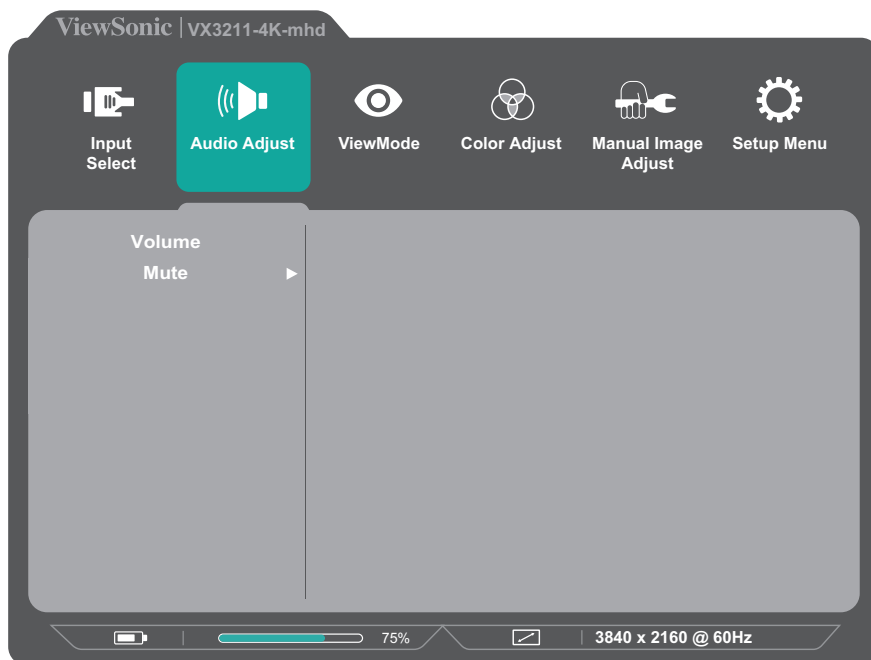 ViewSonic | VX3211-4K-mhd
Input
Select
Audio Adjust
ViewMode
Color Adjust
Manual Image
Adjust
Setup Menu
Volume
Mute
75%
3840 x 2160 @ 60Hz